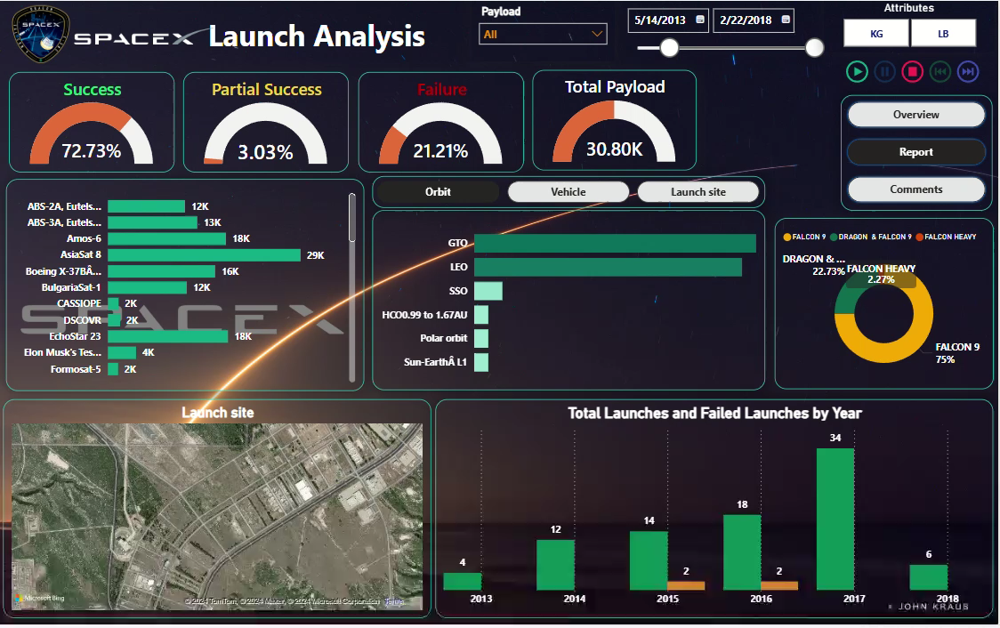 SPACEX
SPACEX
Launch Analysis
Payload
All
5/14/2013
2/22/2018
Attributes
KG
LB
Success
72.73%
Partial Success
3.03%
Failure
21.21%
Total Payload
30.80K
Overview
Report
Comments
Orbit
Vehicle
Launch site
ABS-2A, Eutels... 12K
ABS-3A, Eutels... 13K
Amos-6 18K
AsiaSat 8 29K
Boeing X-37BÂ... 16K
BulgariaSat-1 12K
CASSIOPE 2K
DSCOVR 2K
EchoStar 23 18K
Elon Musk's Tes... 4K
Formosat-5 2K
SPACEX
GTO
LEO
SSO
HCO0.99 to 1.67AU
Polar orbit
Sun-EarthÂ L1
FALCON 9 DRAGON & FALCON 9 FALCON HEAVY
DRAGON & ...
22.73%
FALCON HEAVY
2.27%
FALCON 9
75%
Launch site
Microsoft Bing
© 2024 TomTom, © 2024 Maxar, © 2024 Microsoft Corporation Terms
Total Launches and Failed Launches by Year
4
12
14
2
18
2
34
6
2013
2014
2015
2016
2017
2018
JOHN KRAUS